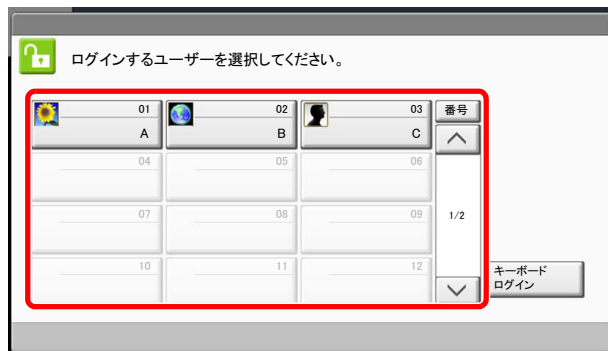 ログインするユーザーを選択してください。
01 02 03 番号
A B C
04 05 06
07 08 09 1/2
10 11 12
キーボード
ログイン